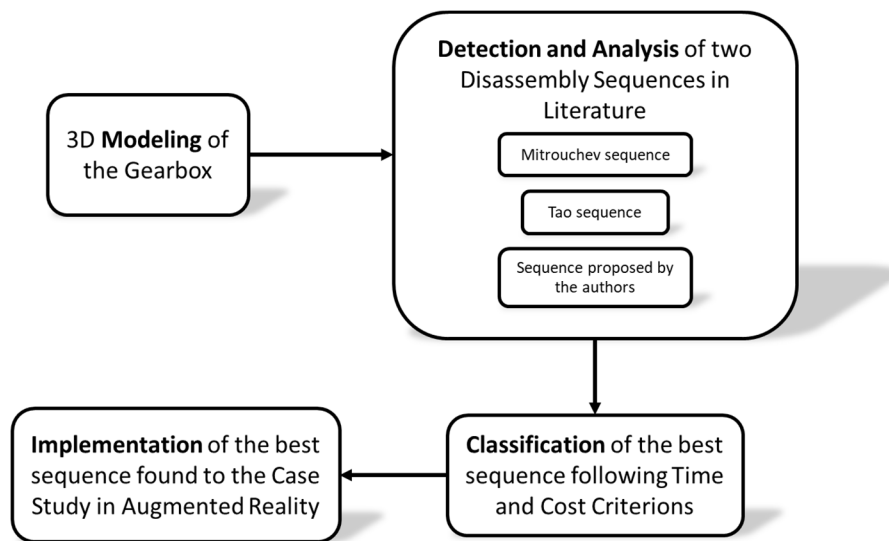 3D Modeling of
the Gearbox
Detection and Analysis of two
Disassembly Sequences in
Literature
Mitrouchev sequence
Tao sequence
Sequence proposed by
the authors
Classification of the best
sequence following Time
and Cost Criterions
Implementation of the best
sequence found to the Case
Study in Augmented Reality